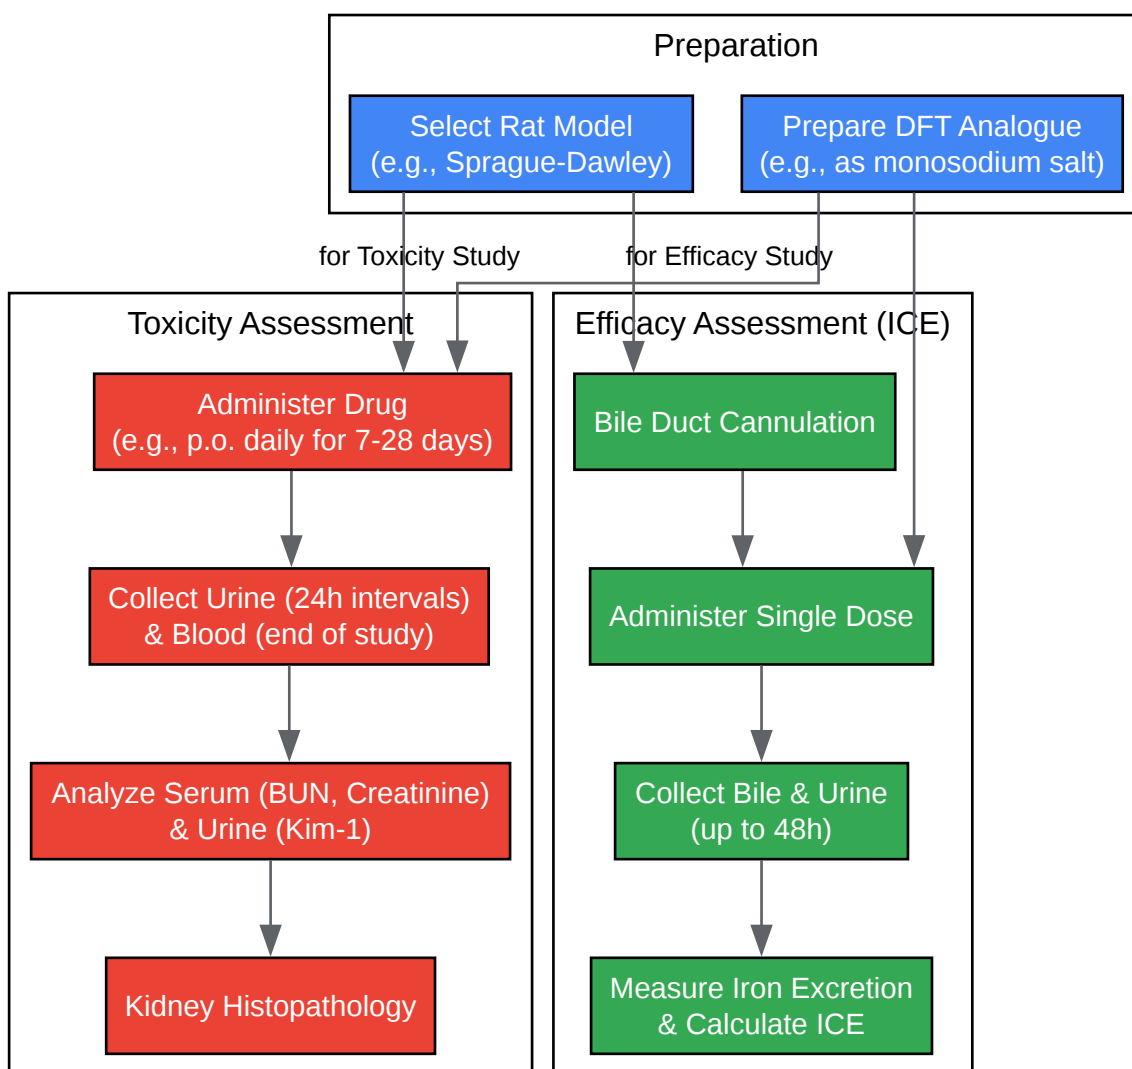 Preparation
Select Rat Model
(e.g., Sprague-Dawley)
Prepare DFT Analogue
(e.g., as monosodium salt)
for Toxicity Study
for Efficacy Study
Toxicity Assessment
Administer Drug
(e.g., p.o. daily for 7-28 days)
Collect Urine (24h intervals)
& Blood (end of study)
Analyze Serum (BUN, Creatinine)
& Urine (Kim-1)
Kidney Histopathology
Efficacy Assessment (ICE)
Bile Duct Cannulation
Administer Single Dose
Collect Bile & Urine
(up to 48h)
Measure Iron Excretion
& Calculate ICE